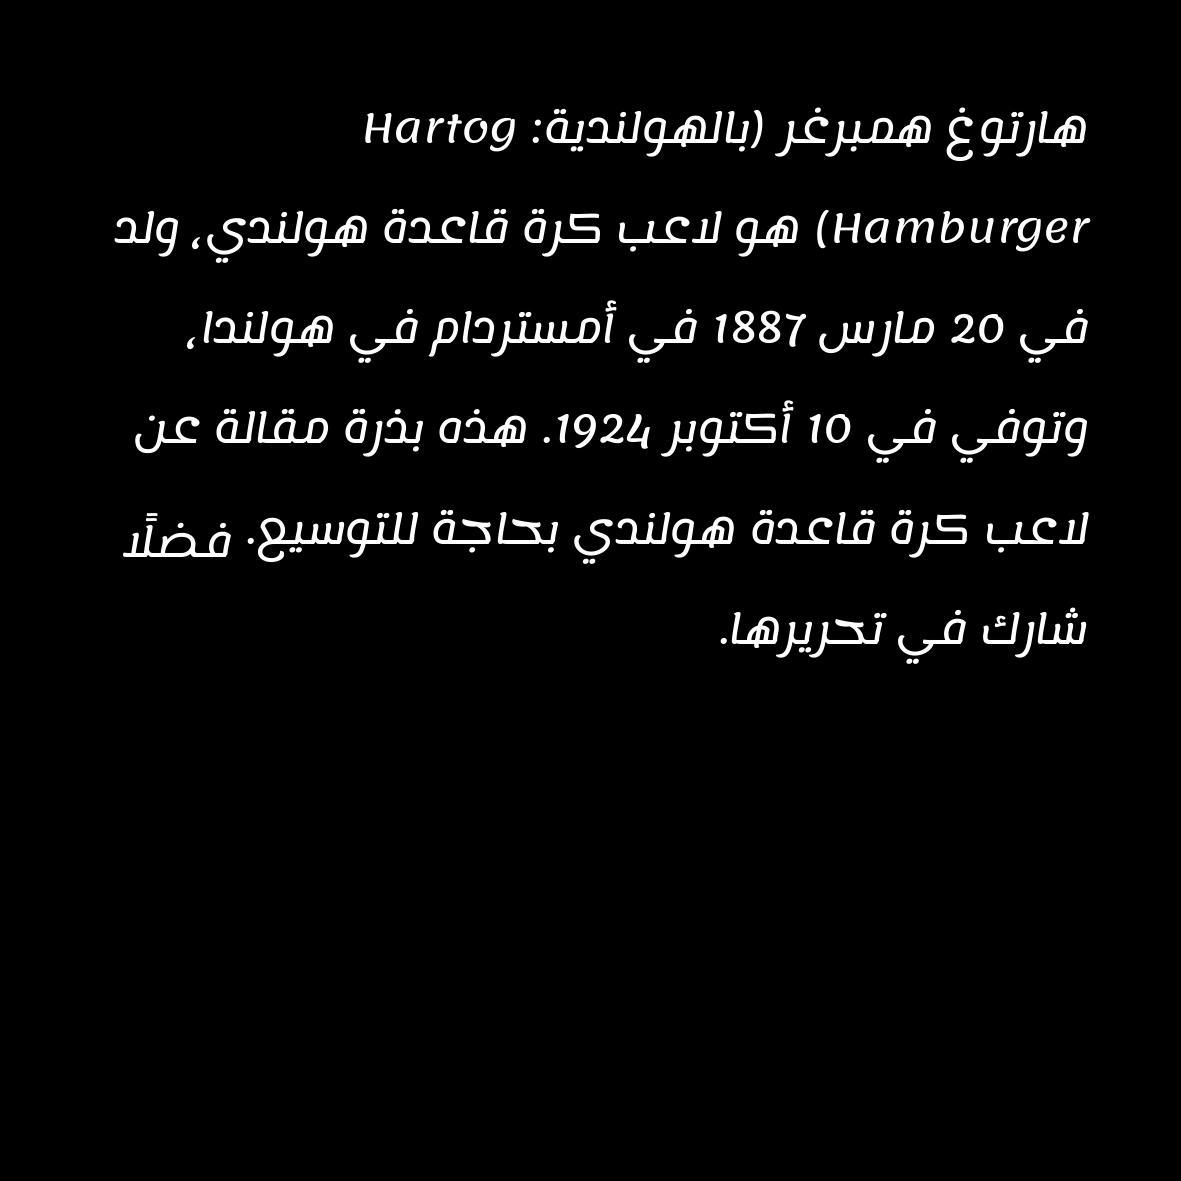 هارتوغ همبرغر (بالهولندية: Hartog
Hamburger) هو لاعب كرة قاعدة هولندي، ولد
في 20 مارس 1887 في أمستردام في هولندا،
وتوفي في 10 أكتوبر 1924. هذه بذرة مقالة عن
لاعب كرة قاعدة هولندي بحاجة للتوسيع. فضلًا
شارك في تحريرها.